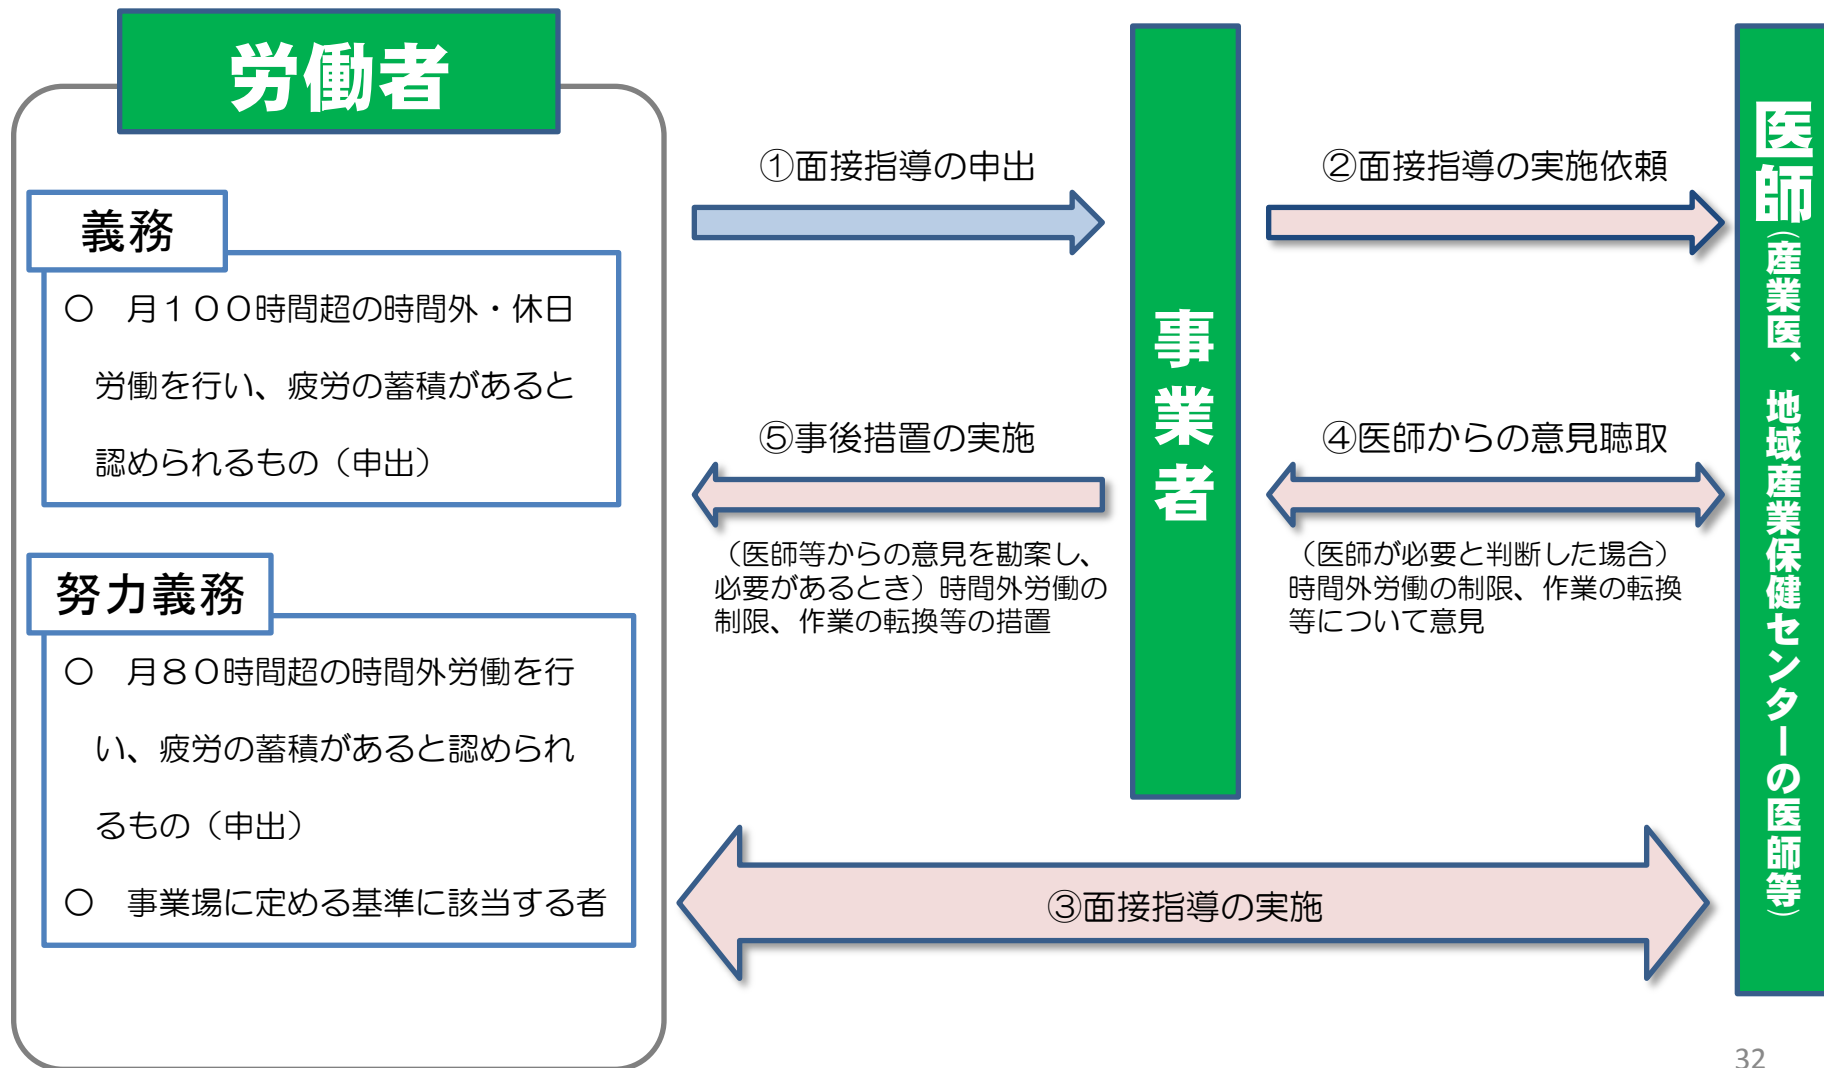 労働者
義務
○　月１００時間超の時間外・休日
労働を行い、疲労の蓄積があると
認められるもの（申出）
努力義務
○　月８０時間超の時間外労働を行
い、疲労の蓄積があると認められ
るもの（申出）
○　事業場に定める基準に該当する者
①面接指導の申出
⑤事後措置の実施
（医師等からの意見を勘案し、
必要があるとき）時間外労働の
制限、作業の転換等の措置
事業者
②面接指導の実施依頼
④医師からの意見聴取
（医師が必要と判断した場合）
時間外労働の制限、作業の転換
等について意見
③面接指導の実施
医師（産業医、地域産業保健センターの医師等）
32